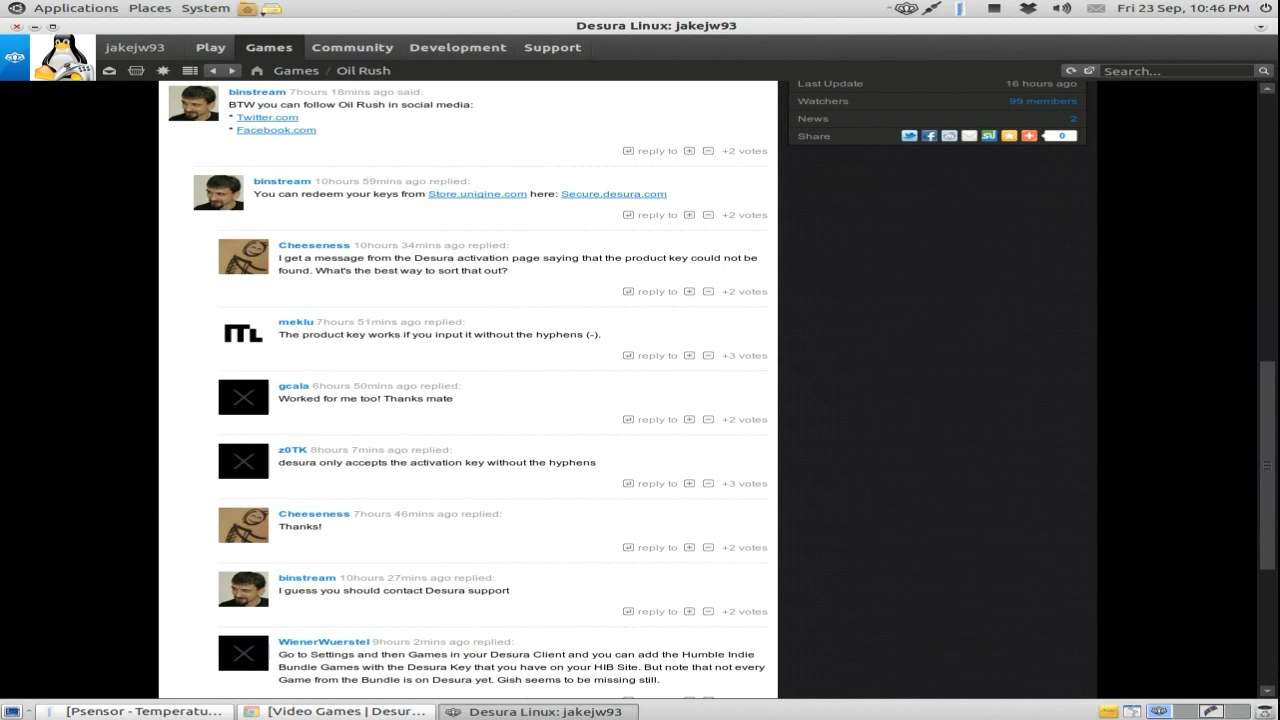 Applications Places System
Fri 23 Sep, 10:46 PM
Desura Linux: jakejw93
jakejw93 Play Games Community Development Support
Games / Oil Rush
Search...
binstream 7hours 18mins ago said:
BTW you can follow Oil Rush in social media:
* Twitter.com
* Facebook.com
reply to +2 votes
binstream 10hours 59mins ago replied:
You can redeem your keys from Store.unigine.com here: Secure.desura.com
reply to +2 votes
Cheeseness 10hours 34mins ago replied:
I get a message from the Desura activation page saying that the product key could not be
found. What's the best way to sort that out?
reply to +2 votes
meklu 7hours 51mins ago replied:
The product key works if you input it without the hyphens (-).
reply to +3 votes
gcala 6hours 50mins ago replied:
Worked for me too! Thanks mate
reply to +2 votes
z0TK 8hours 7mins ago replied:
desura only accepts the activation key without the hyphens
reply to +3 votes
Cheeseness 7hours 46mins ago replied:
Thanks!
reply to +2 votes
binstream 10hours 27mins ago replied:
I guess you should contact Desura support
reply to +2 votes
WienerWuerstel 9hours 2mins ago replied:
Go to Settings and then Games in your Desura Client and you can add the Humble Indie
Bundle Games with the Desura Key that you have on your HIB Site. But note that not every
Game from the Bundle is on Desura yet. Gish seems to be missing still.
Last Update 16 hours ago
Watchers 99 members
News 2
Share 0
[Psensor - Temperatu... [Video Games | Desur... Desura Linux: jakejw93